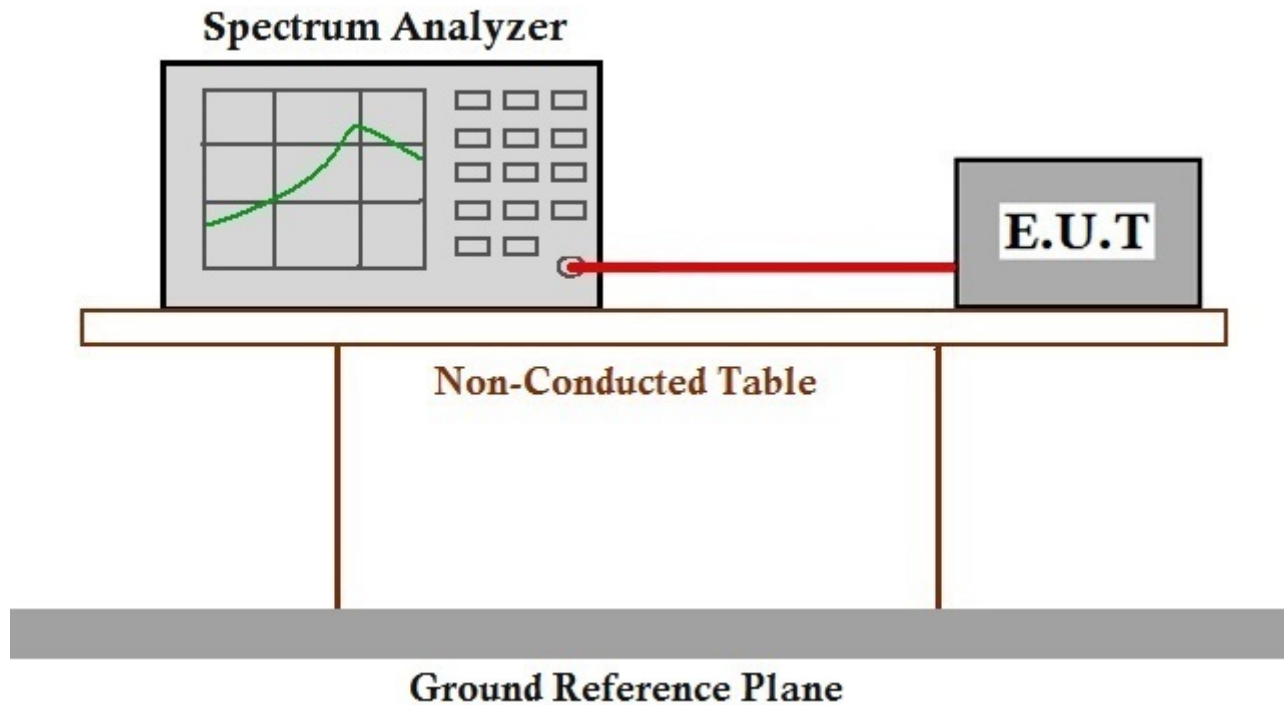 Spectrum Analyzer
E.U.T
Non-Conducted Table
Ground Reference Plane